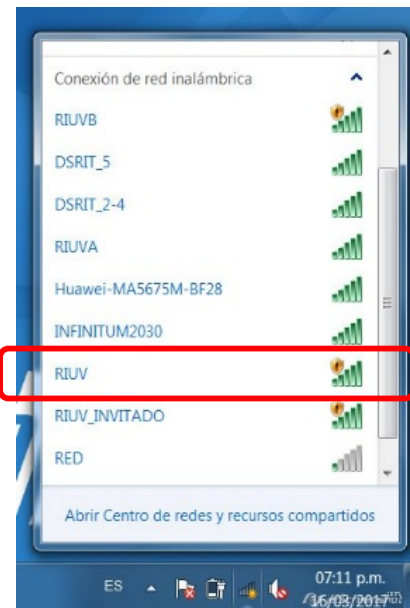 Conexión de red inalámbrica
RIUVB
DSRIT_5
DSRIT_2-4
RIUVA
Huawei-MA5675M-BF28
INFINITUM2030
RIUV
RIUV_INVITADO
RED
Abrir Centro de redes y recursos compartidos
ES
07:11 p.m.
16/03/2017